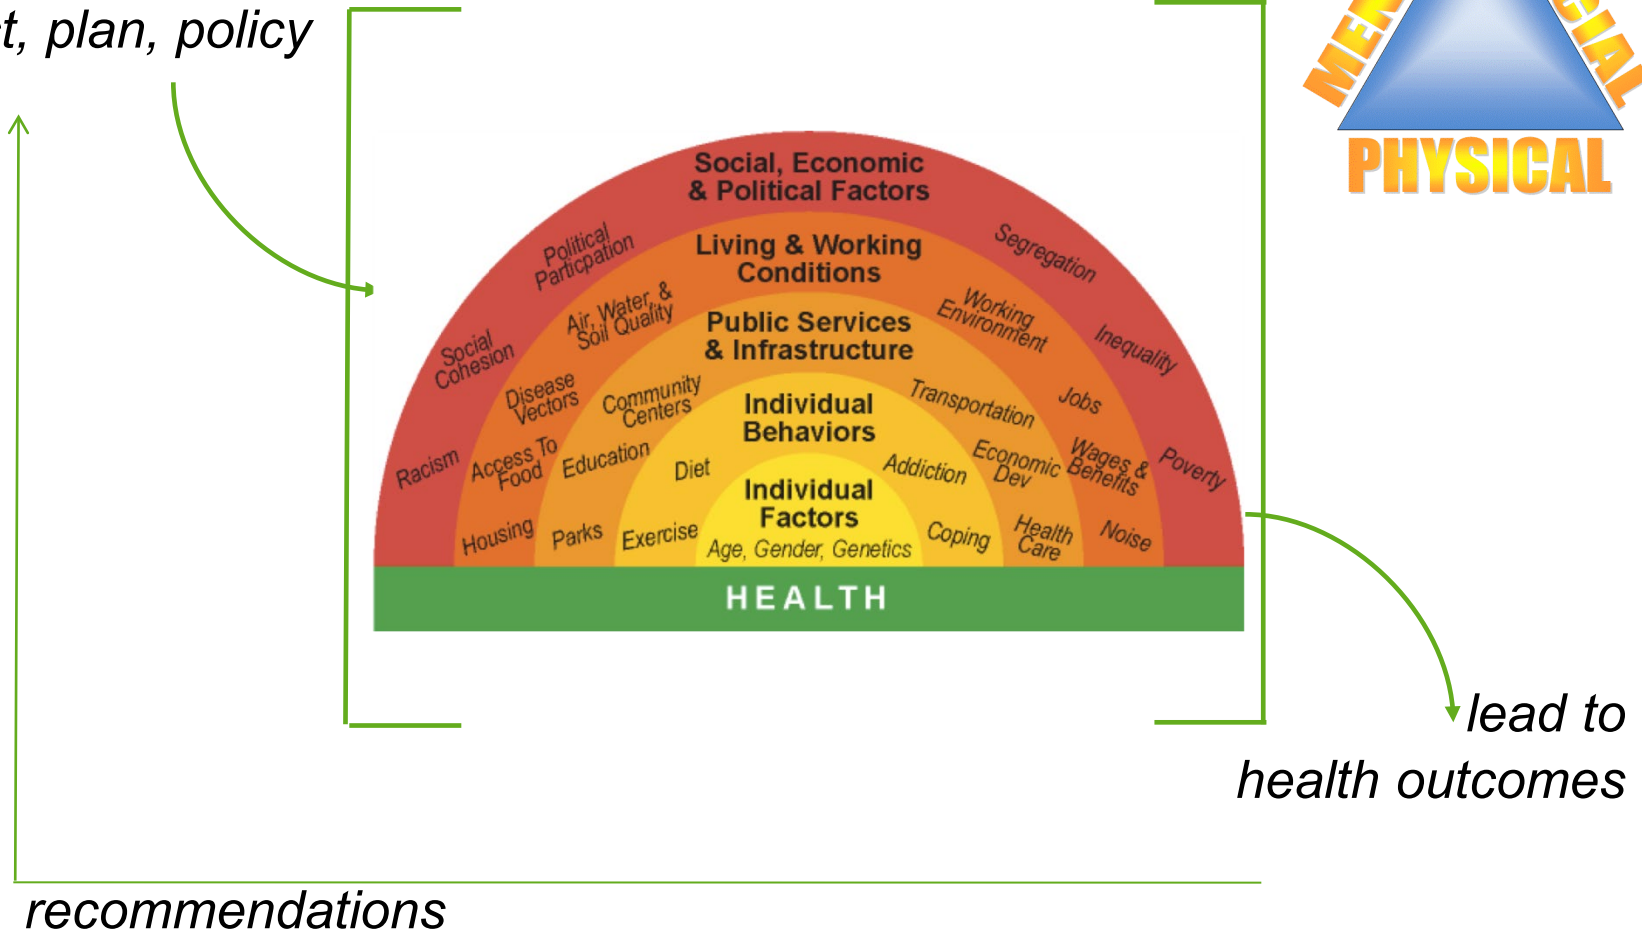 t, plan, policy
MEN
CIAL
PHYSICAL
Social, Economic
& Political Factors
Political
Particpation
Segregation
Social
Cohesion
Inequality
Racism
Poverty
Living & Working
Conditions
Air, Water, &
Soil Quality
Working
Environment
Disease
Vectors
Jobs
Access To
Food
Wages &
Benefits
Housing
Noise
Public Services
& Infrastructure
Community
Centers
Transportation
Education
Economic
Dev
Parks
Health
Care
Individual
Behaviors
Diet
Addiction
Exercise
Coping
Individual
Factors
Age, Gender, Genetics
HEALTH
lead to
health outcomes
recommendations